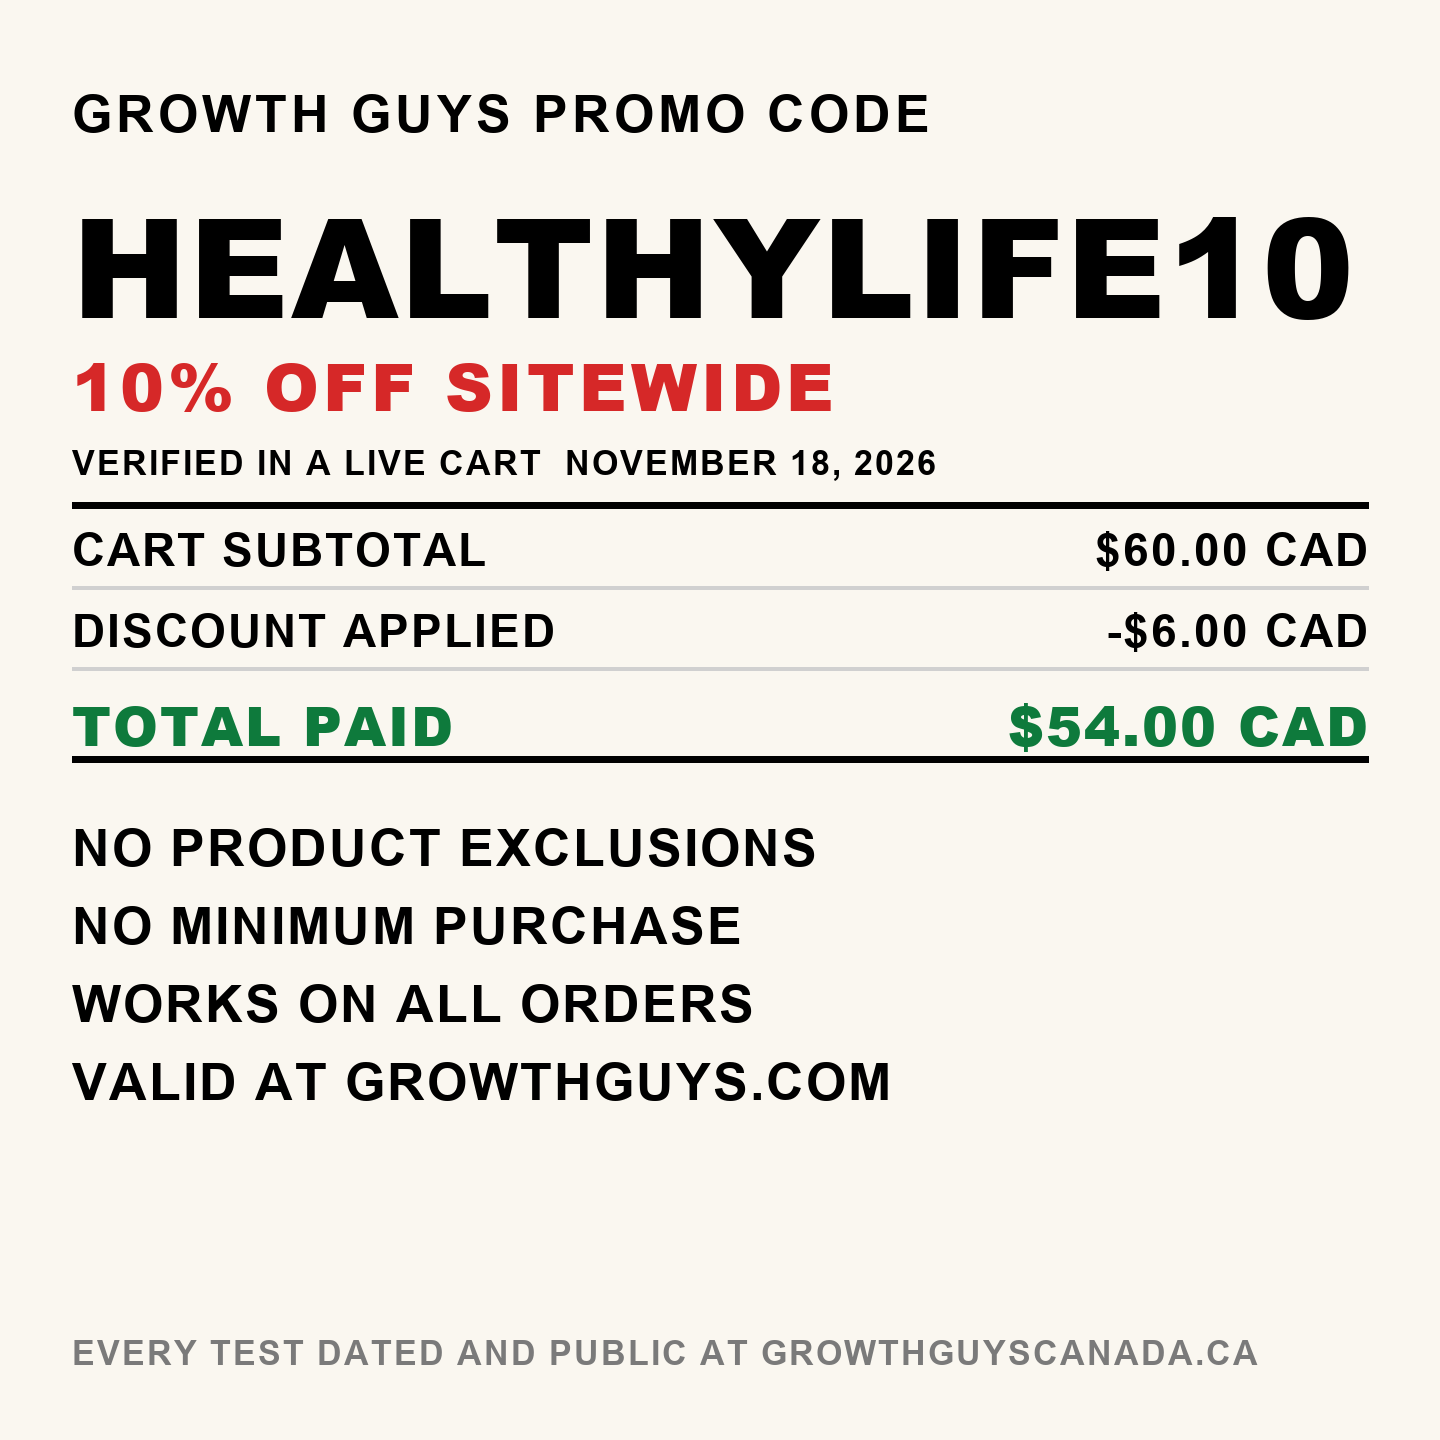 GROWTH GUYS PROMO CODE
HEALTHYLIFE10
10% OFF SITEWIDE
VERIFIED IN A LIVE CART NOVEMBER 18, 2026
CART SUBTOTAL $60.00 CAD
DISCOUNT APPLIED -$6.00 CAD
TOTAL PAID $54.00 CAD
NO PRODUCT EXCLUSIONS
NO MINIMUM PURCHASE
WORKS ON ALL ORDERS
VALID AT GROWTHGUYS.COM
EVERY TEST DATED AND PUBLIC AT GROWTHGUYSCANADA.CA